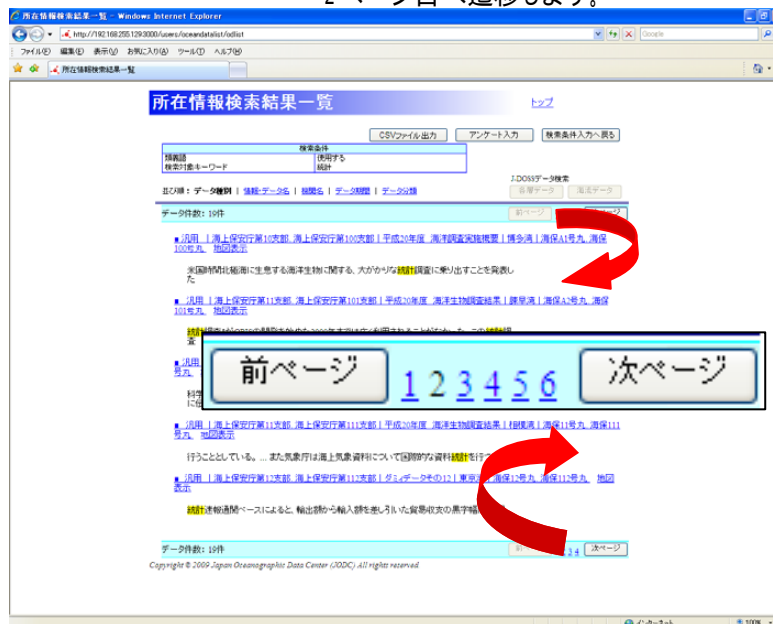 2ページ目へ遷移します。
所在情報検索結果一覧 - Windows Internet Explorer
http://192.168.255.129:3000/users/oceandatalist/odlist
Google
ファイル(F) 編集(E) 表示(V) お気に入り(A) ツール(T) ヘルプ(H)
所在情報検索結果一覧
所在情報検索結果一覧
トップ
CSVファイル出力 アンケート入力 検索条件入力へ戻る
検索条件
類義語 使用する
検索対象キーワード 統計
J-DOSSデータ検索
並び順：データ種別 | 情報・データ名 | 機関名 | デ－タ期間 | データ分類
各層データ 海流データ
データ件数: 19件
前ページ
■ 汎用 | 海上保安庁第10支部 海上保安庁第100支部 | 平成20年度 海洋調査実施概要 | 博多湾 | 海保A1号丸 海保
100号丸 地図表示
米国時間北極海に生息する海洋生物に関する、大がかりな統計調査に乗り出すことを発表し
た
■ 汎用 | 海上保安庁第11支部 海上保安庁第101支部 | 平成20年度 海洋生物調査結果 | 諫早湾 | 海保A2号丸 海保
101号丸 地図表示
査
■ 汎用
号丸
科学
に任
前ページ 1 2 3 4 5 6 次ページ
■ 汎用 | 海上保安庁第11支部 海上保安庁第111支部 | 平成20年度 海洋生物調査結果 | 相模湾 | 海保11号丸 海保111
号丸 地図表示
行うこととしている。 ... また気象庁は海上気象資料について国際的な資料統計を行っ
■ 汎用 | 海上保安庁第12支部 海上保安庁第112支部 | ダミィデータその12 | 東京 海保12号丸 海保112号丸 地図
表示
統計速報通関ベースによると、輸出額から輸入額を差し引いた貿易収支の黒字幅
データ件数: 19件
3 4 次ページ
Copyright © 2009 Japan Oceanographic Data Center (JODC) All rights reserved
インターネット 100%